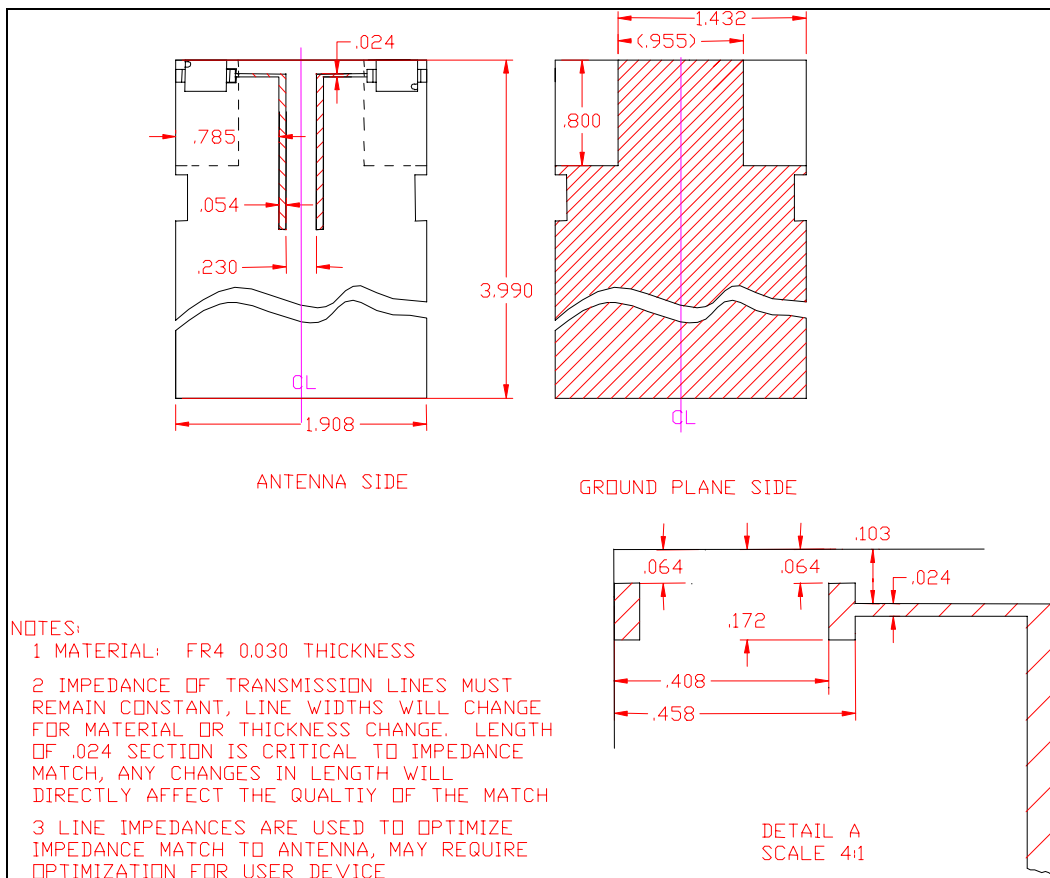 1.432
(.955)
.024
.800
.785
.054
.230
3.990
CL
1.908
CL
ANTENNA SIDE
GROUND PLANE SIDE
.103
.064
.064
.024
.172
.408
.458
NOTES:
1 MATERIAL: FR4 0.030 THICKNESS
2 IMPEDANCE OF TRANSMISSION LINES MUST
REMAIN CONSTANT, LINE WIDTHS WILL CHANGE
FOR MATERIAL OR THICKNESS CHANGE. LENGTH
OF .024 SECTION IS CRITICAL TO IMPEDANCE
MATCH, ANY CHANGES IN LENGTH WILL
DIRECTLY AFFECT THE QUALTIY OF THE MATCH
3 LINE IMPEDANCES ARE USED TO OPTIMIZE
IMPEDANCE MATCH TO ANTENNA, MAY REQUIRE
OPTIMIZATION FOR USER DEVICE
DETAIL A
SCALE 4:1